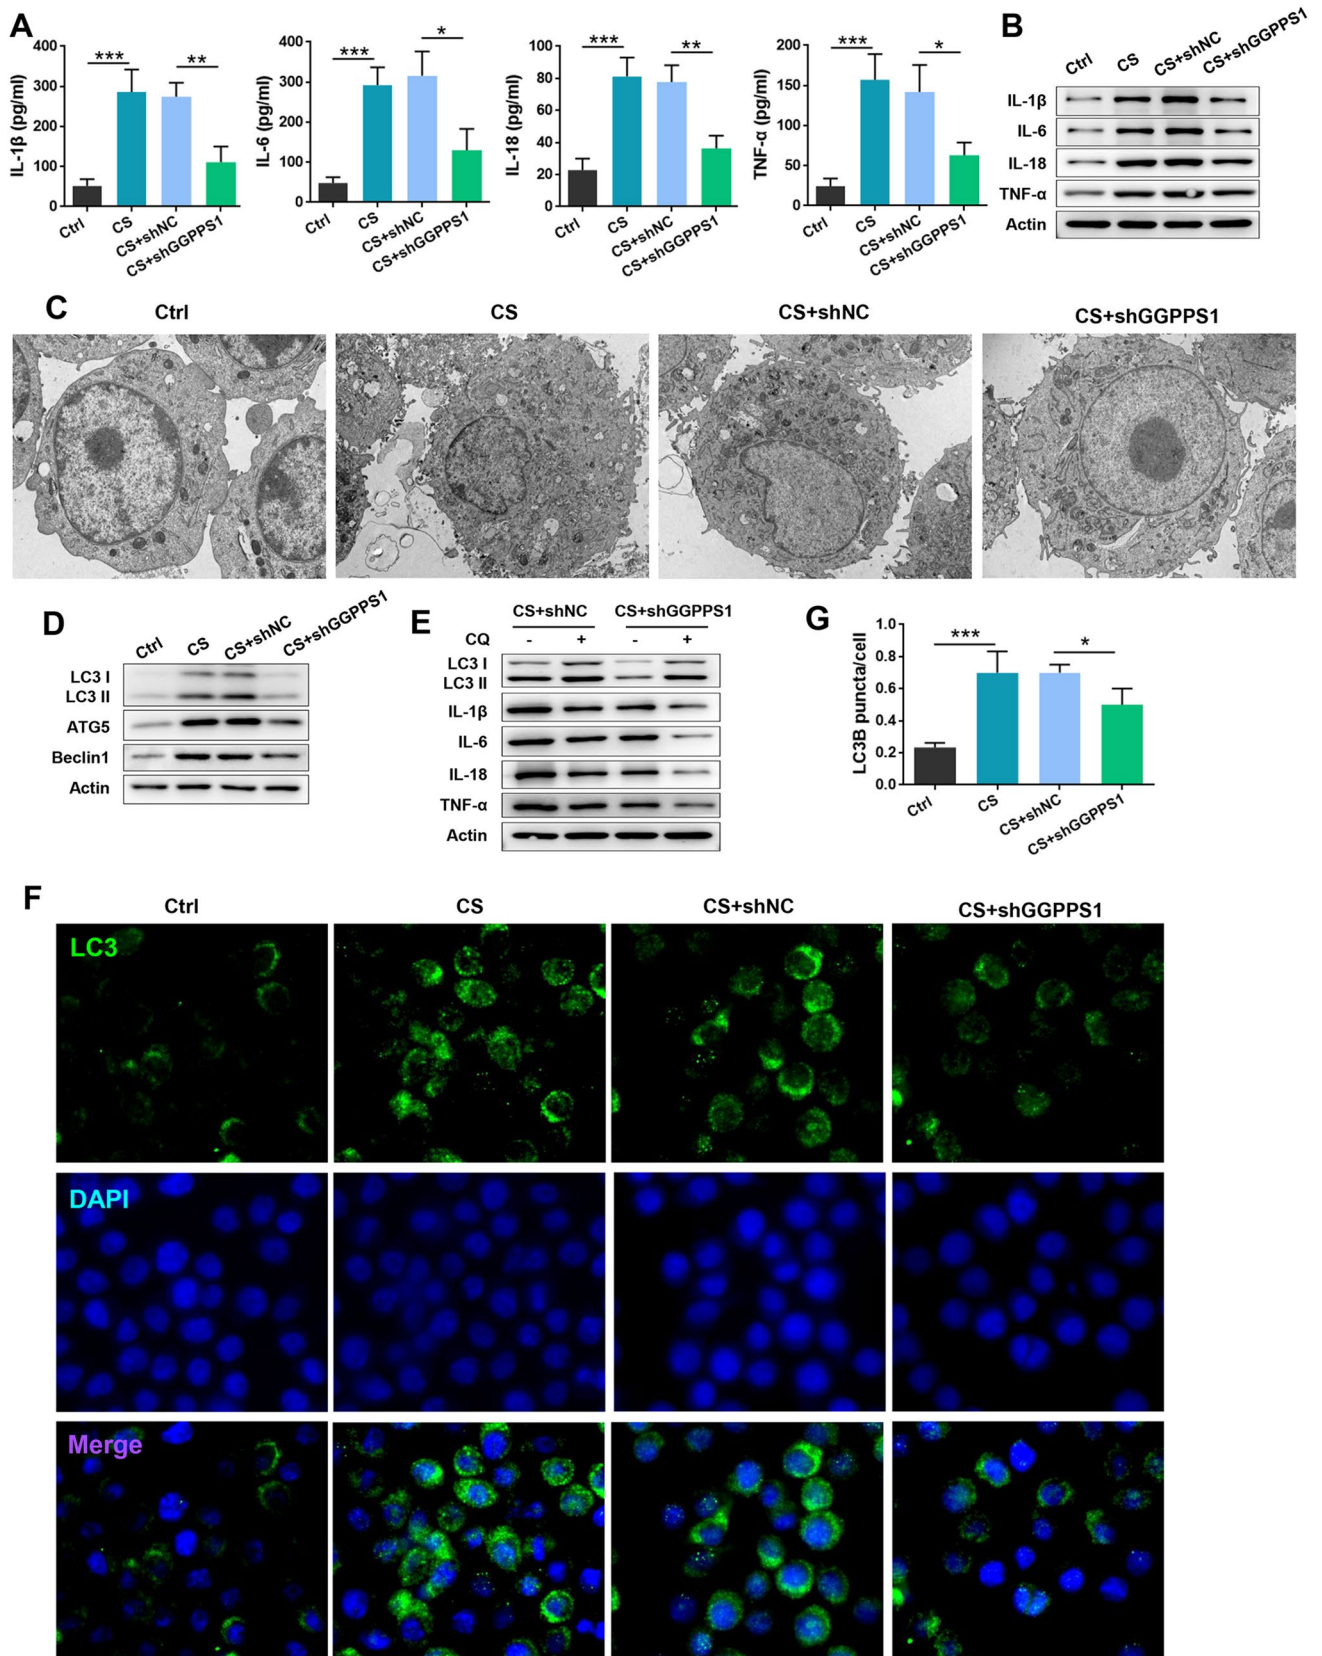 A
IL-1β (pg/ml)
400
300
200
100
0
***
**
Ctrl
CS
CS+shNC
CS+shGGPPS1
IL-6 (pg/ml)
400
300
200
100
0
***
*
Ctrl
CS
CS+shNC
CS+shGGPPS1
IL-18 (pg/ml)
100
80
60
40
20
0
***
**
Ctrl
CS
CS+shNC
CS+shGGPPS1
TNF-α (pg/ml)
200
150
100
50
0
***
*
Ctrl
CS
CS+shNC
CS+shGGPPS1
B
Ctrl CS CS+shNC CS+shGGPPS1
IL-1β
IL-6
IL-18
TNF-α
Actin
C
Ctrl CS CS+shNC CS+shGGPPS1
D
Ctrl CS CS+shNC CS+shGGPPS1
LC3 I
LC3 II
ATG5
Beclin1
Actin
E
CS+shNC CS+shGGPPS1
CQ - + - +
LC3 I
LC3 II
IL-1β
IL-6
IL-18
TNF-α
Actin
G
LC3B puncta/cell
1.0
0.8
0.6
0.4
0.2
0.0
***
*
Ctrl
CS
CS+shNC
CS+shGGPPS1
F
Ctrl CS CS+shNC CS+shGGPPS1
LC3
DAPI
Merge